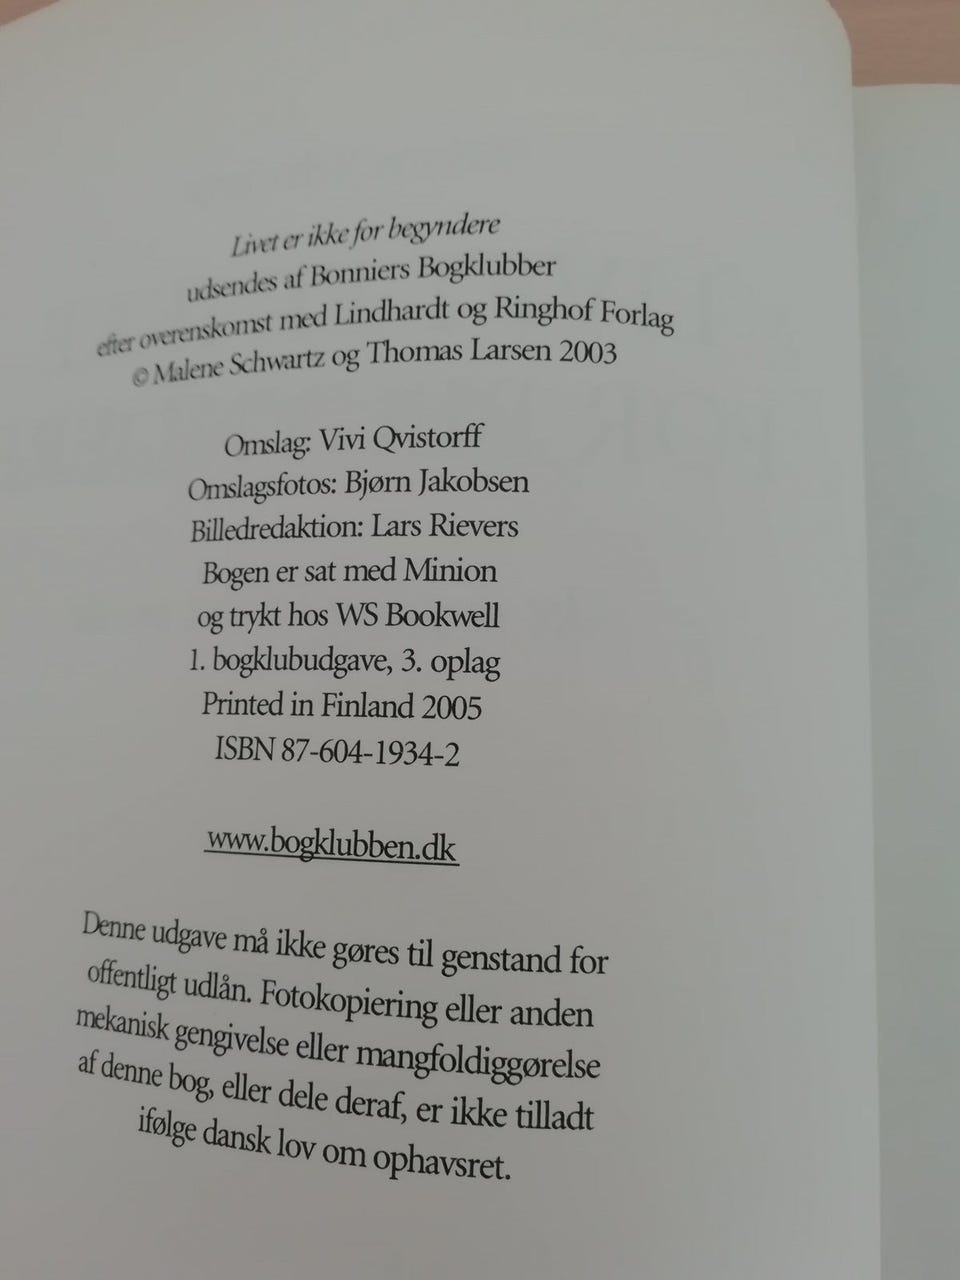 Livet er ikke for begyndere
udsendes af Bonniers Bogklubber
efter overenskomst med Lindhardt og Ringhof Forlag
© Malene Schwartz og Thomas Larsen 2003
Omslag: Vivi Qvistorff
Omslagsfotos: Bjørn Jakobsen
Billedredaktion: Lars Rievers
Bogen er sat med Minion
og trykt hos WS Bookwell
1. bogklubudgave, 3. oplag
Printed in Finland 2005
ISBN 87-604-1934-2
www.bogklubben.dk
Denne udgave må ikke gøres til genstand for
offentligt udlån. Fotokopiering eller anden
mekanisk gengivelse eller mangfoldiggørelse
af denne bog, eller dele deraf, er ikke tilladt
ifølge dansk lov om ophavsret.